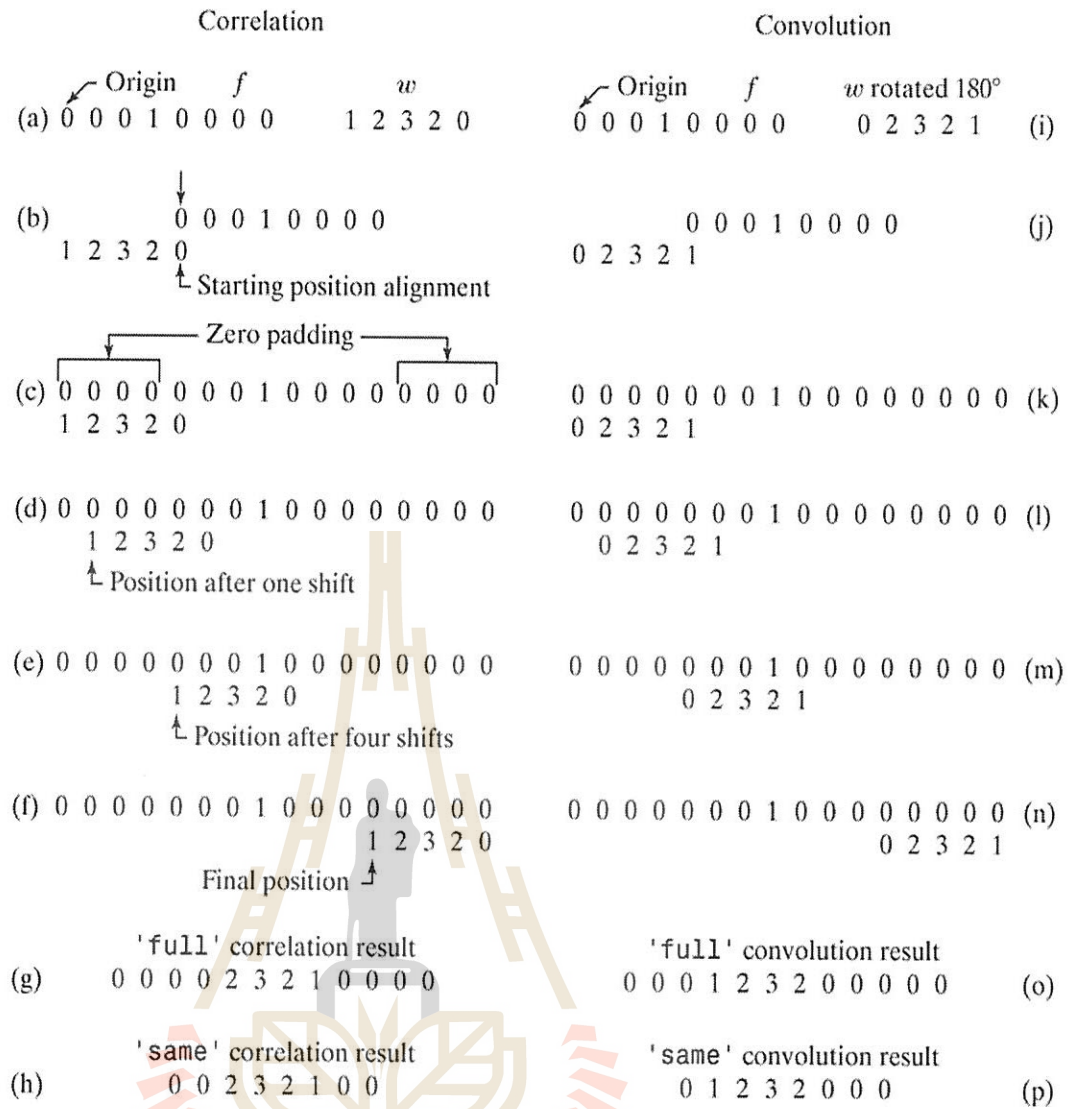 Correlation
Convolution
Origin f w
(a) 0 0 0 1 0 0 0 0 1 2 3 2 0
Origin f w rotated 180°
0 0 0 1 0 0 0 0 0 2 3 2 1 (i)
(b) 0 0 0 1 0 0 0 0
1 2 3 2 0
Starting position alignment
0 0 0 1 0 0 0 0 (j)
0 2 3 2 1
Zero padding
(c) 0 0 0 0 0 0 0 1 0 0 0 0 0 0 0 0
1 2 3 2 0
0 0 0 0 0 0 0 1 0 0 0 0 0 0 0 0 (k)
0 2 3 2 1
(d) 0 0 0 0 0 0 0 1 0 0 0 0 0 0 0 0
1 2 3 2 0
Position after one shift
0 0 0 0 0 0 0 1 0 0 0 0 0 0 0 0 (l)
0 2 3 2 1
(e) 0 0 0 0 0 0 0 1 0 0 0 0 0 0 0 0
1 2 3 2 0
Position after four shifts
0 0 0 0 0 0 0 1 0 0 0 0 0 0 0 0 (m)
0 2 3 2 1
(f) 0 0 0 0 0 0 0 1 0 0 0 0 0 0 0 0
1 2 3 2 0
Final position
0 0 0 0 0 0 0 1 0 0 0 0 0 0 0 0 (n)
0 2 3 2 1
'full' correlation result
(g) 0 0 0 0 2 3 2 1 0 0 0 0
'full' convolution result
0 0 0 1 2 3 2 0 0 0 0 0 (o)
'same' correlation result
(h) 0 0 2 3 2 1 0 0
'same' convolution result
0 1 2 3 2 0 0 0 (p)